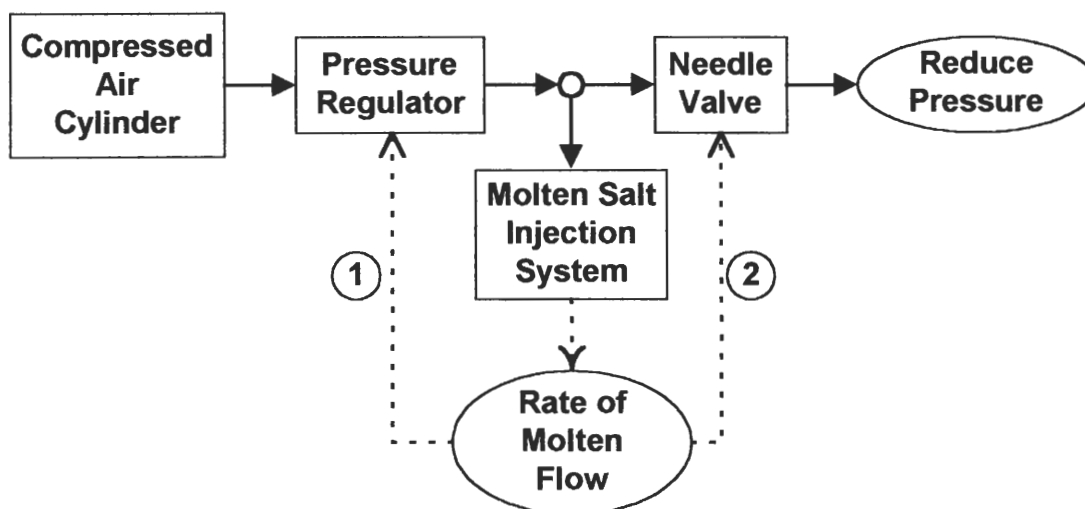 Compressed
Air
Cylinder
Pressure
Regulator
Needle
Valve
Reduce
Pressure
Molten Salt
Injection
System
1
2
Rate of
Molten
Flow